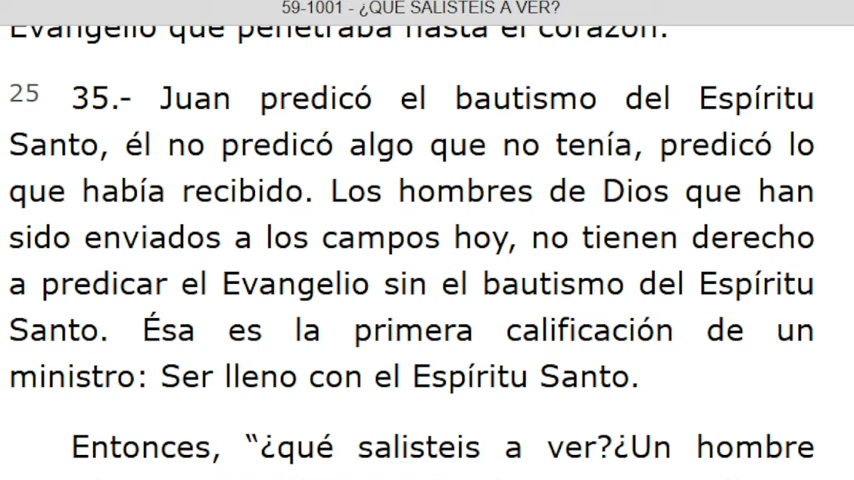 59-1001 - ¿QUE SALISTEIS A VER?
Evangelio que penetraba hasta el corazón.
25 35.- Juan predicó el bautismo del Espíritu
Santo, él no predicó algo que no tenía, predicó lo
que había recibido. Los hombres de Dios que han
sido enviados a los campos hoy, no tienen derecho
a predicar el Evangelio sin el bautismo del Espíritu
Santo. Ésa es la primera calificación de un
ministro: Ser lleno con el Espíritu Santo.
Entonces, “¿qué salisteis a ver?¿Un hombre